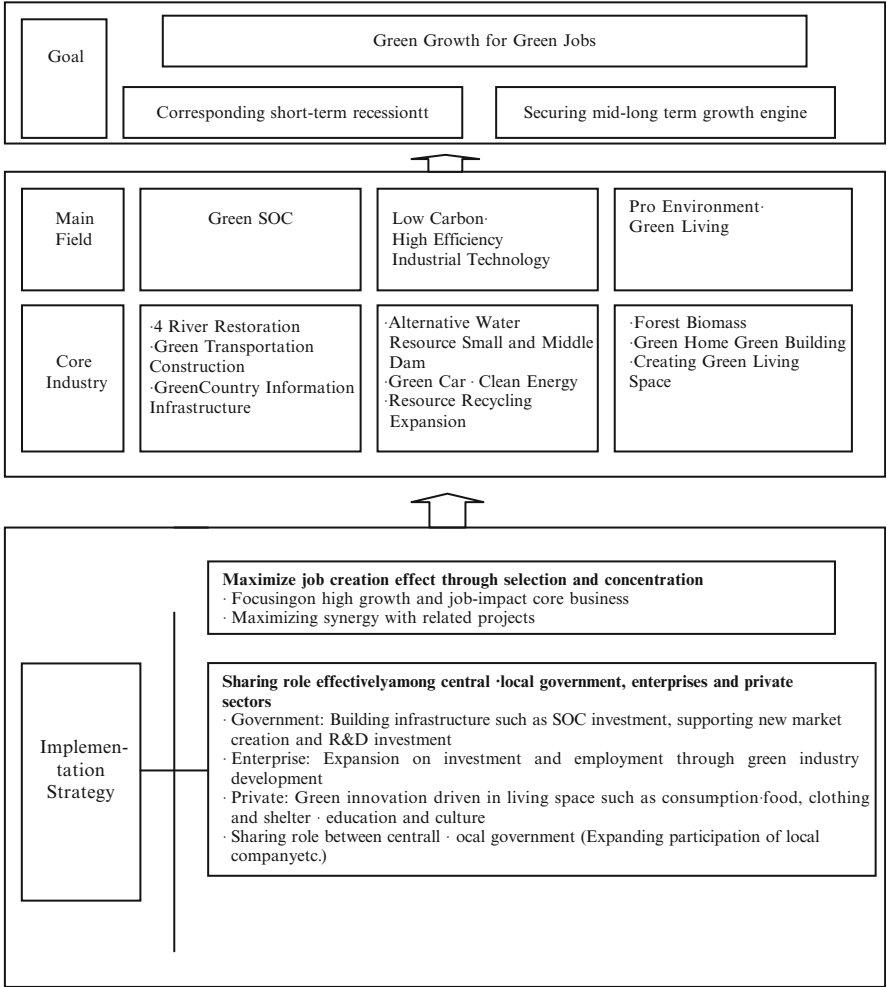 Goal
Green Growth for Green Jobs
Corresponding short-term recessiontt
Securing mid-long term growth engine
Main
Field
Green SOC
Low Carbon·
High Efficiency
Industrial Technology
Pro Environment·
Green Living
Core
Industry
·4 River Restoration
·Green Transportation
Construction
·GreenCountry Information
Infrastructure
·Alternative Water
Resource Small and Middle
Dam
·Green Car · Clean Energy
·Resource Recycling
Expansion
·Forest Biomass
·Green Home Green Building
·Creating Green Living
Space
Implemen-
tation
Strategy
Maximize job creation effect through selection and concentration
· Focusingon high growth and job-impact core business
· Maximizing synergy with related projects
Sharing role effectivelyamong central ·local government, enterprises and private
sectors
· Government: Building infrastructure such as SOC investment, supporting new market
creation and R&D investment
· Enterprise: Expansion on investment and employment through green industry
development
· Private: Green innovation driven in living space such as consumption·food, clothing
and shelter · education and culture
· Sharing role between centrall · ocal government (Expanding participation of local
companyetc.)